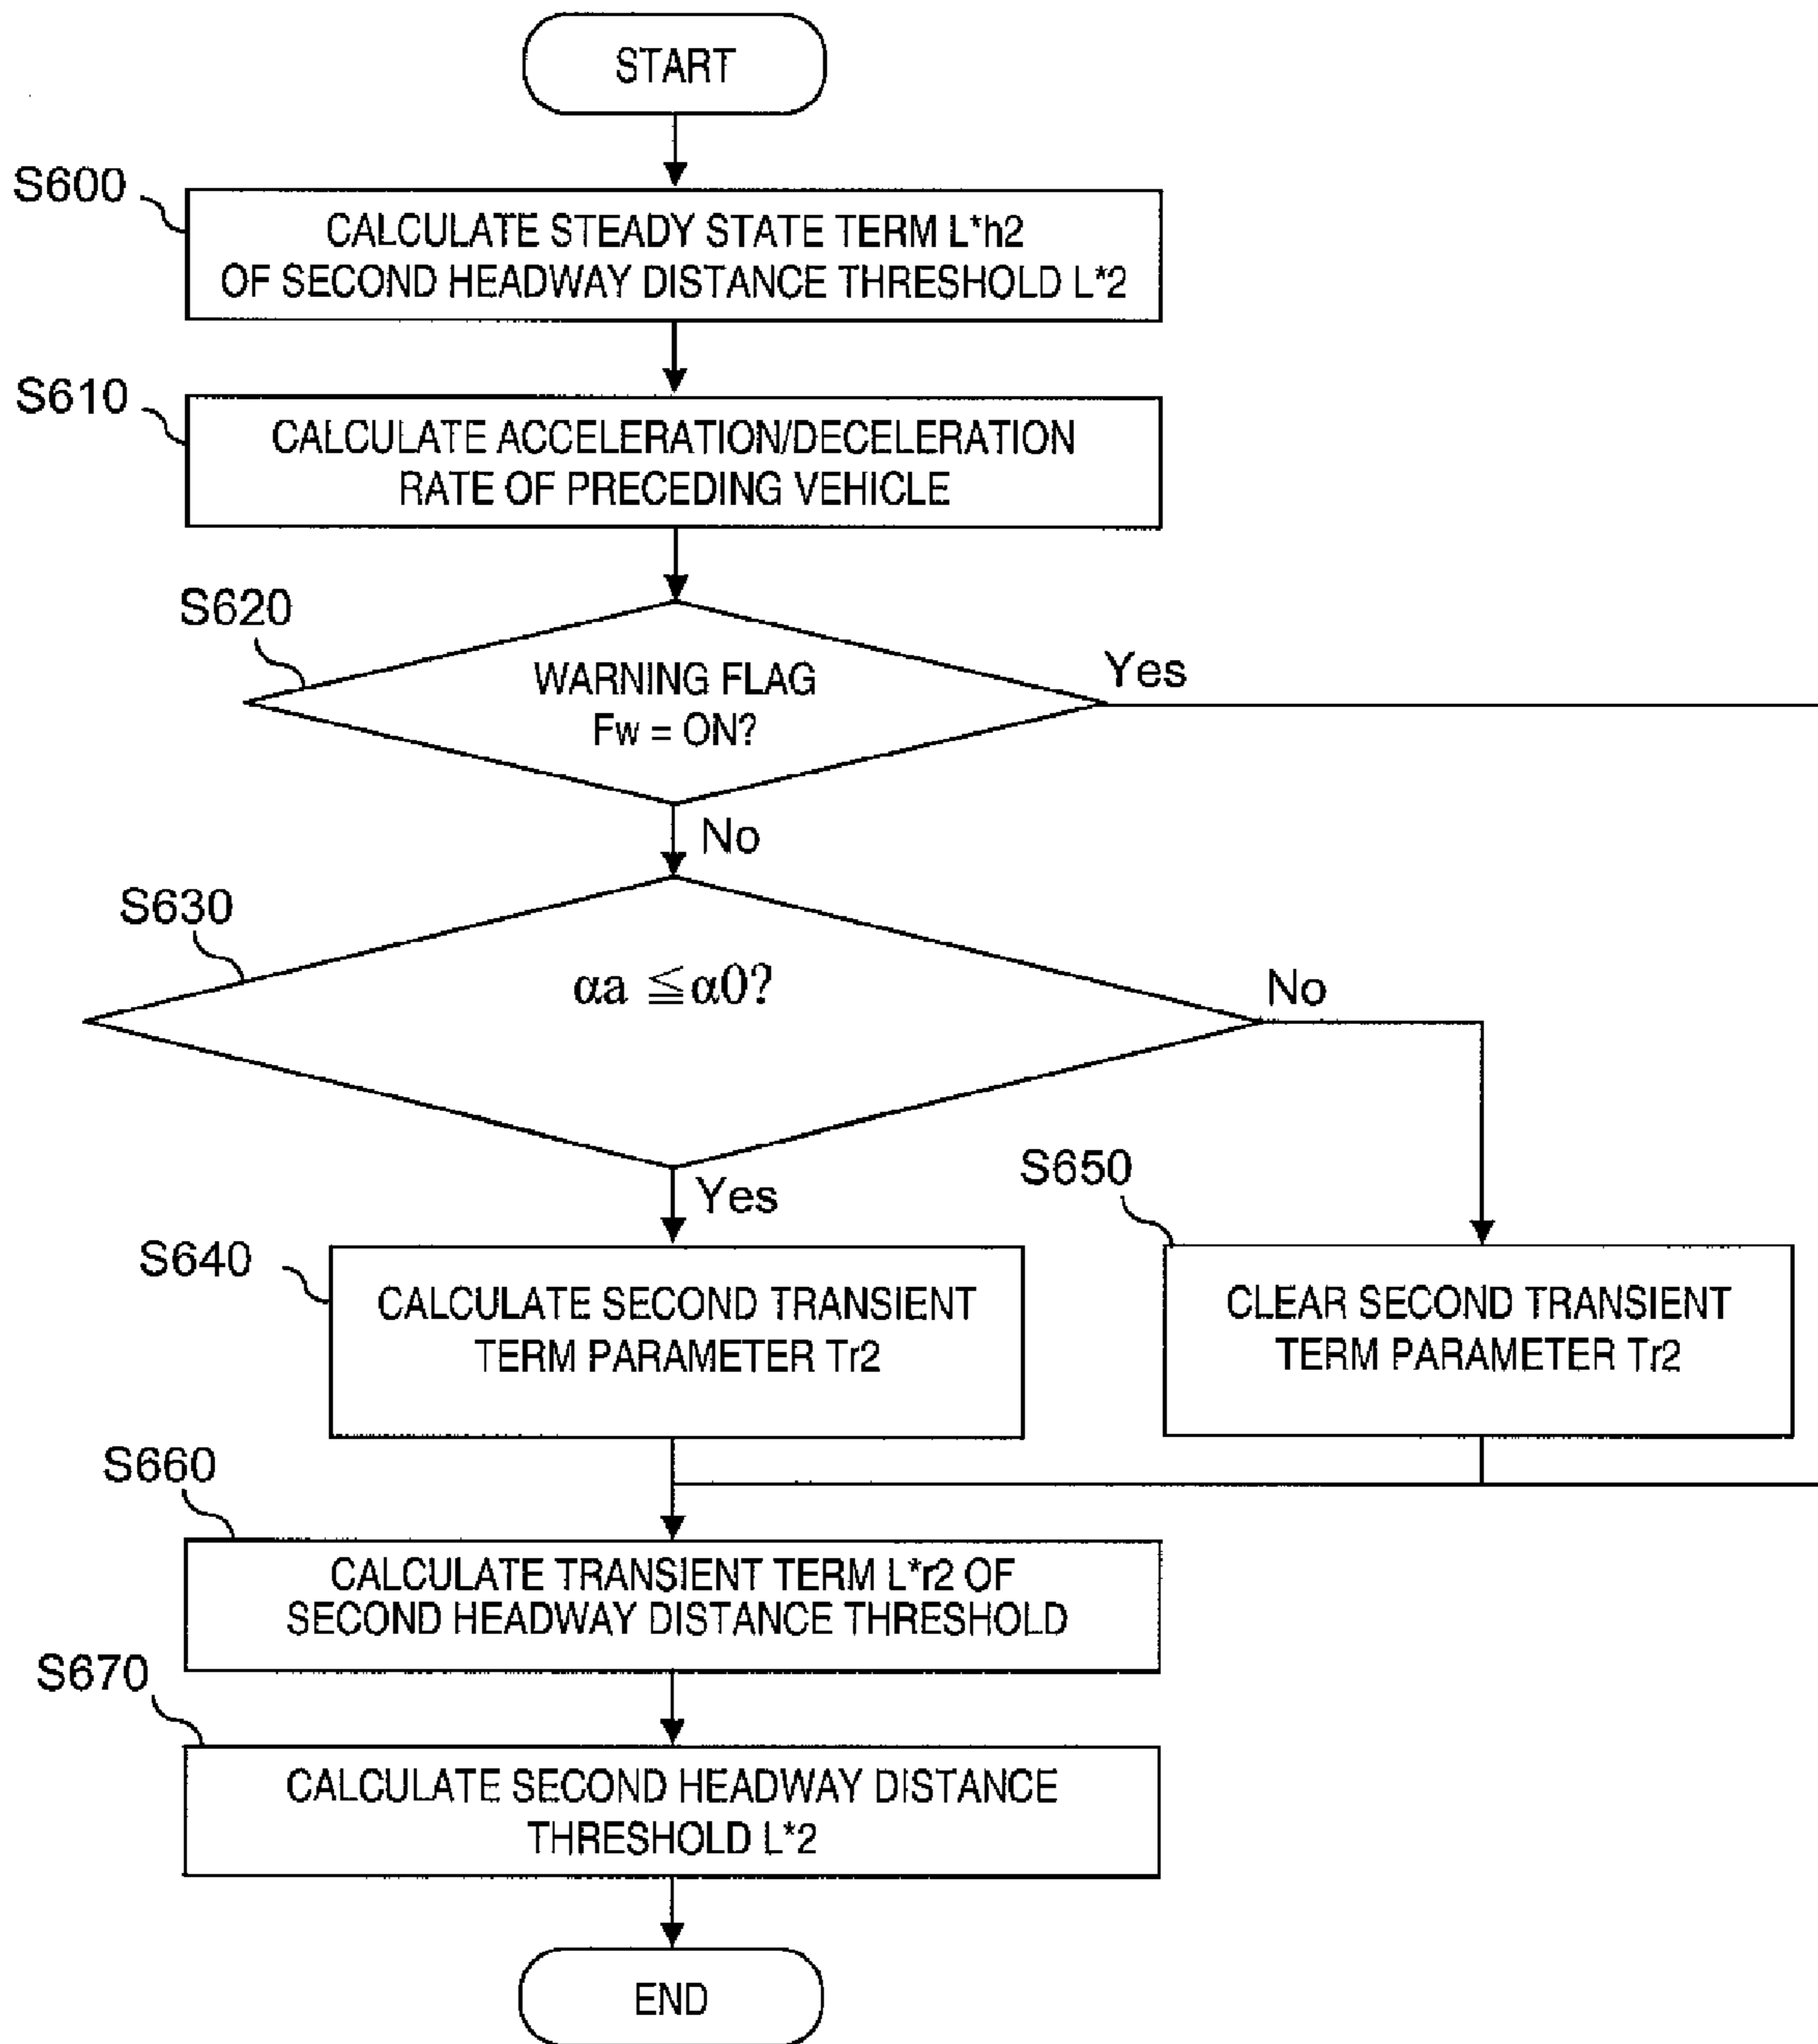 START
S600
CALCULATE STEADY STATE TERM L*h2
OF SECOND HEADWAY DISTANCE THRESHOLD L*2
S610
CALCULATE ACCELERATION/DECELERATION
RATE OF PRECEDING VEHICLE
S620
WARNING FLAG
Fw = ON?
Yes
No
S630
αa ≦ α0?
No
Yes
S640
CALCULATE SECOND TRANSIENT
TERM PARAMETER Tr2
S650
CLEAR SECOND TRANSIENT
TERM PARAMETER Tr2
S660
CALCULATE TRANSIENT TERM L*r2 OF
SECOND HEADWAY DISTANCE THRESHOLD
S670
CALCULATE SECOND HEADWAY DISTANCE
THRESHOLD L*2
END